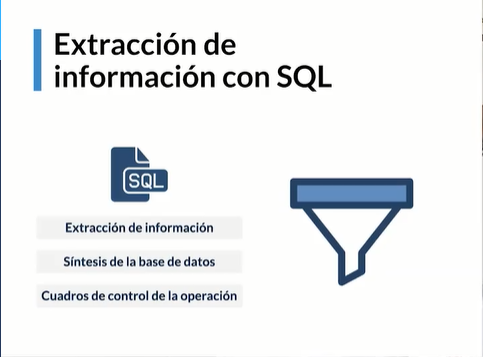 Extracción de
información con SQL
SQL
Extracción de información
Síntesis de la base de datos
Cuadros de control de la operación